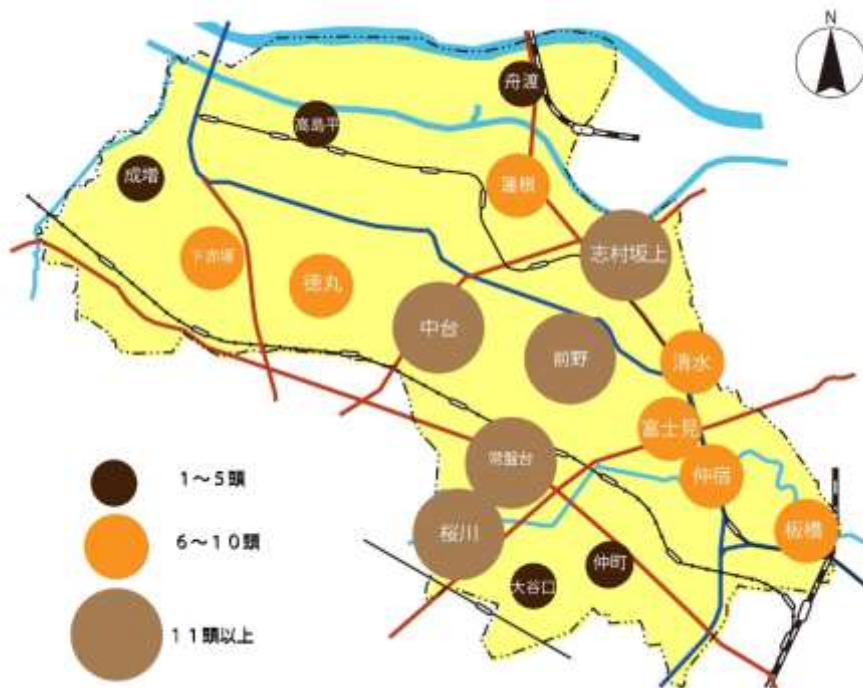 N
舟渡
高島平
成増
蓮根
志村坂上
下赤塚
徳丸
中台
前野
清水
富士見
常盤台
仲宿
桜川
板橋
仲町
大谷口
1～5頭
6～10頭
11頭以上